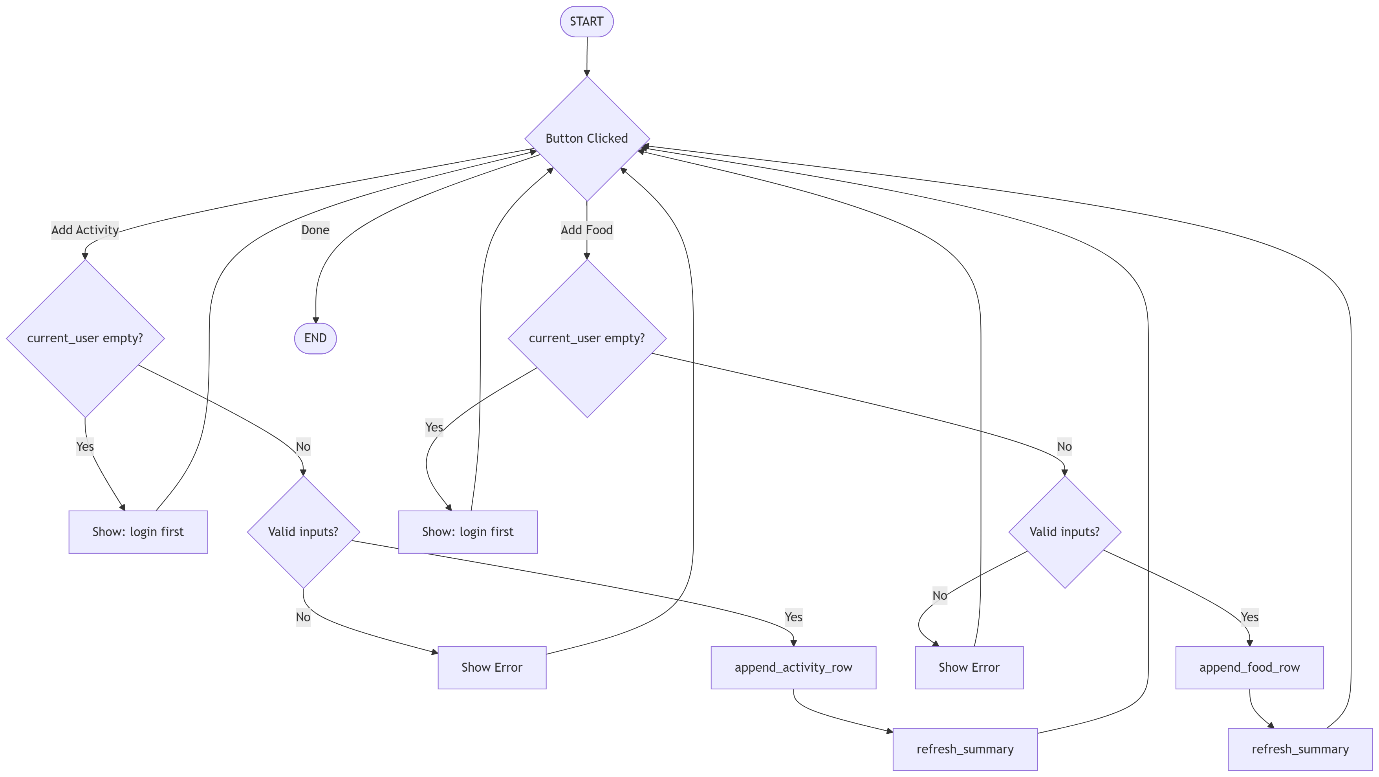 START
Button Clicked
Add Activity
Done
Add Food
current_user empty?
END
current_user empty?
Yes
No
Yes
No
Show: login first
Valid inputs?
Show: login first
Valid inputs?
No
Yes
No
Yes
Show Error
append_activity_row
Show Error
append_food_row
refresh_summary
refresh_summary